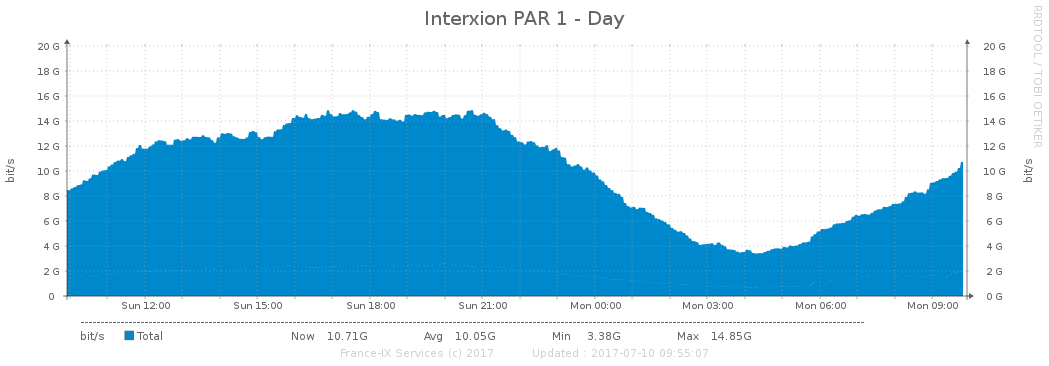 Interxion PAR 1 - Day
RRDTOOL / TOBI OETIKER
20 G 20 G
18 G 18 G
16 G 16 G
14 G 14 G
12 G 12 G
10 G 10 G
8 G 8 G
6 G 6 G
4 G 4 G
2 G 2 G
0 0 G
bit/s
bit/s
Sun 12:00 Sun 15:00 Sun 18:00 Sun 21:00 Mon 00:00 Mon 03:00 Mon 06:00 Mon 09:00
bit/s Total Now 10.71G Avg 10.05G Min 3.38G Max 14.85G
France-IX Services (c) 2017 Updated : 2017-07-10 09:55:07